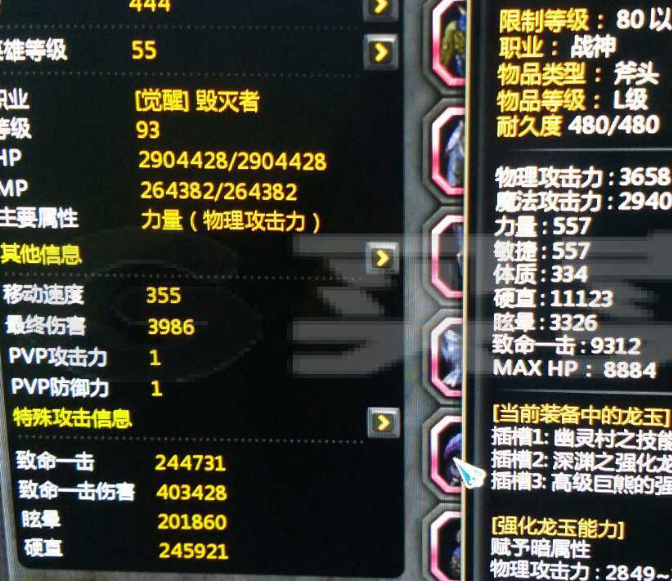 444
雄等级 55
职业 [觉醒] 毁灭者
等级 93
HP 2904428/2904428
MP 264382/264382
主要属性 力量（物理攻击力）
其他信息
移动速度 355
最终伤害 3986
PVP攻击力 1
PVP防御力 1
特殊攻击信息
致命一击 244731
致命一击伤害 403428
眩晕 201860
硬直 245921
限制等级：80 以
职业：战神
物品类型：斧头
物品等级：L级
耐久度 480/480
物理攻击力：3658
魔法攻击力：2940
力量：557
敏捷：557
体质：334
硬直：11123
眩晕：3326
致命一击：9312
MAX HP：8884
[当前装备中的龙玉]
插槽1: 幽灵村之技能
插槽2: 深渊之强化龙
插槽3: 高级巨熊的强
[强化龙玉能力]
赋予暗属性
物理攻击力：2849